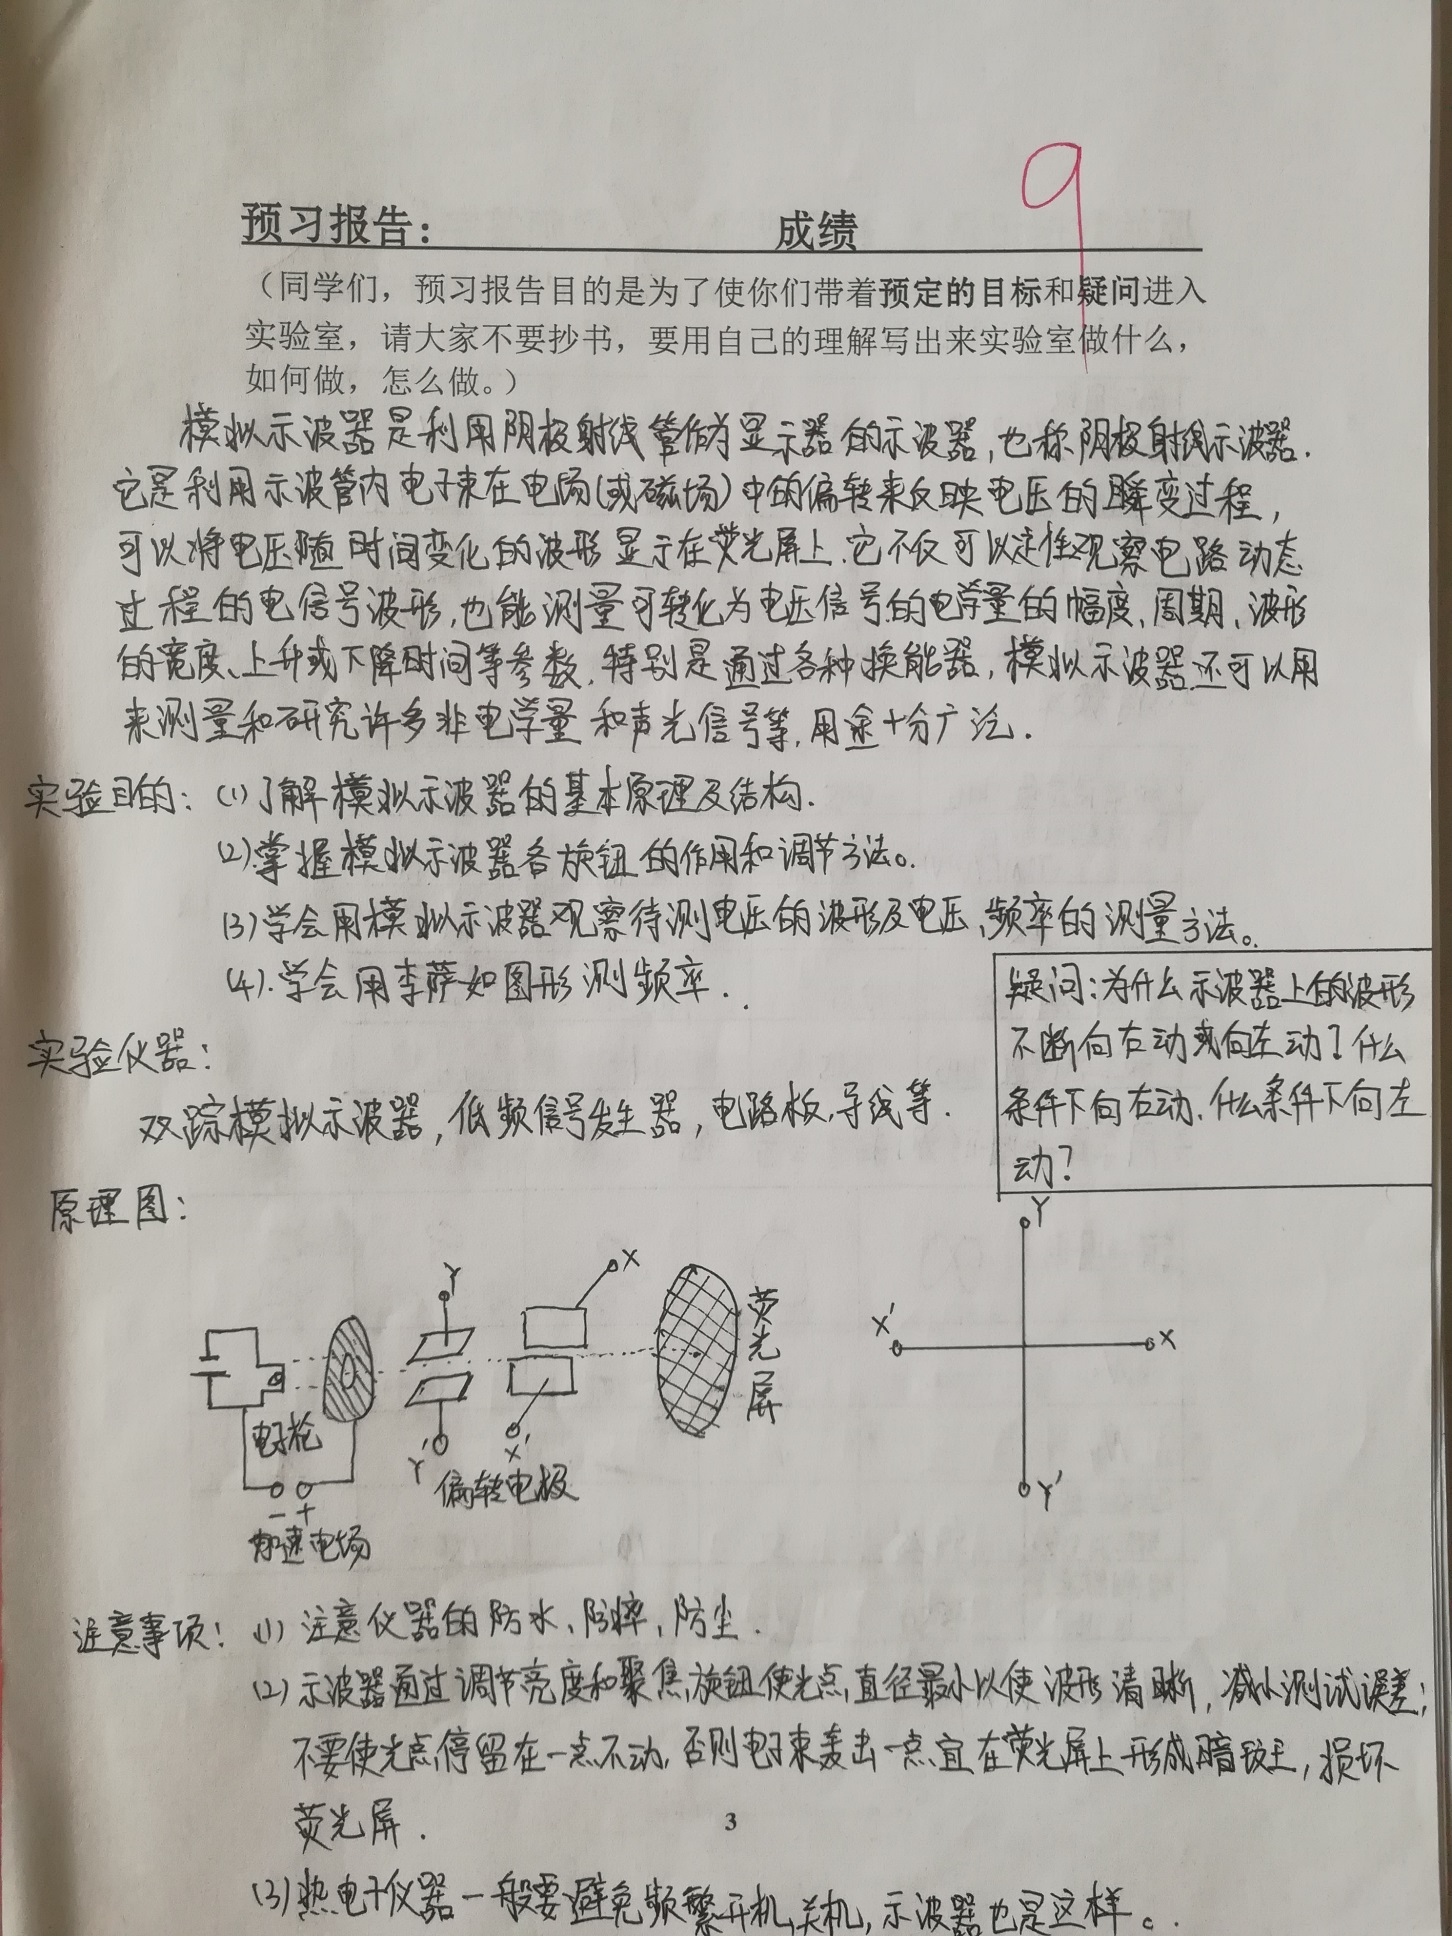 9
预习报告： 成绩
（同学们，预习报告目的是为了使你们带着预定的目标和疑问进入
实验室，请大家不要抄书，要用自己的理解写出来实验室做什么，
如何做，怎么做。）
模拟示波器是利用阴极射线管作为显示器的示波器,也称阴极射线示波器.
它是利用示波管内电子束在电场(或磁场)中的偏转来反映电压的瞬变过程,
可以将电压随时间变化的波形显示在荧光屏上.它不仅可以定性观察电路动态
过程的电信号波形,也能测量可转化为电压信号的电学量的幅度、周期、波形
的宽度、上升或下降时间等参数.特别是通过各种换能器,模拟示波器还可以用
来测量和研究许多非电学量和声光信号等,用途十分广泛.
实验目的: (1)了解模拟示波器的基本原理及结构.
(2).掌握模拟示波器各旋钮的作用和调节方法。
(3)学会用模拟示波器观察待测电压的波形及电压、频率的测量方法。
(4).学会用李萨如图形测频率.
疑问:为什么示波器上的波形
不断向右动或向左动?什么
条件下向右动.什么条件下向左
动?
实验仪器:
双踪模拟示波器,低频信号发生器,电路板,导线等.
原理图:
Y
X
荧光屏
电子枪
Y'
X'
偏转电极
- +
加速电场
Y
X'
X
Y'
注意事项: (1) 注意仪器的防水,防摔,防尘.
(2)示波器通过调节亮度和聚焦旋钮使光点直径最小以使波形清晰,减小测试误差;
不要使光点停留在一点不动,否则电子束轰击一点宜在荧光屏上形成暗斑,损坏
荧光屏.
3
(3)热电子仪器一般要避免频繁开机、关机,示波器也是这样。